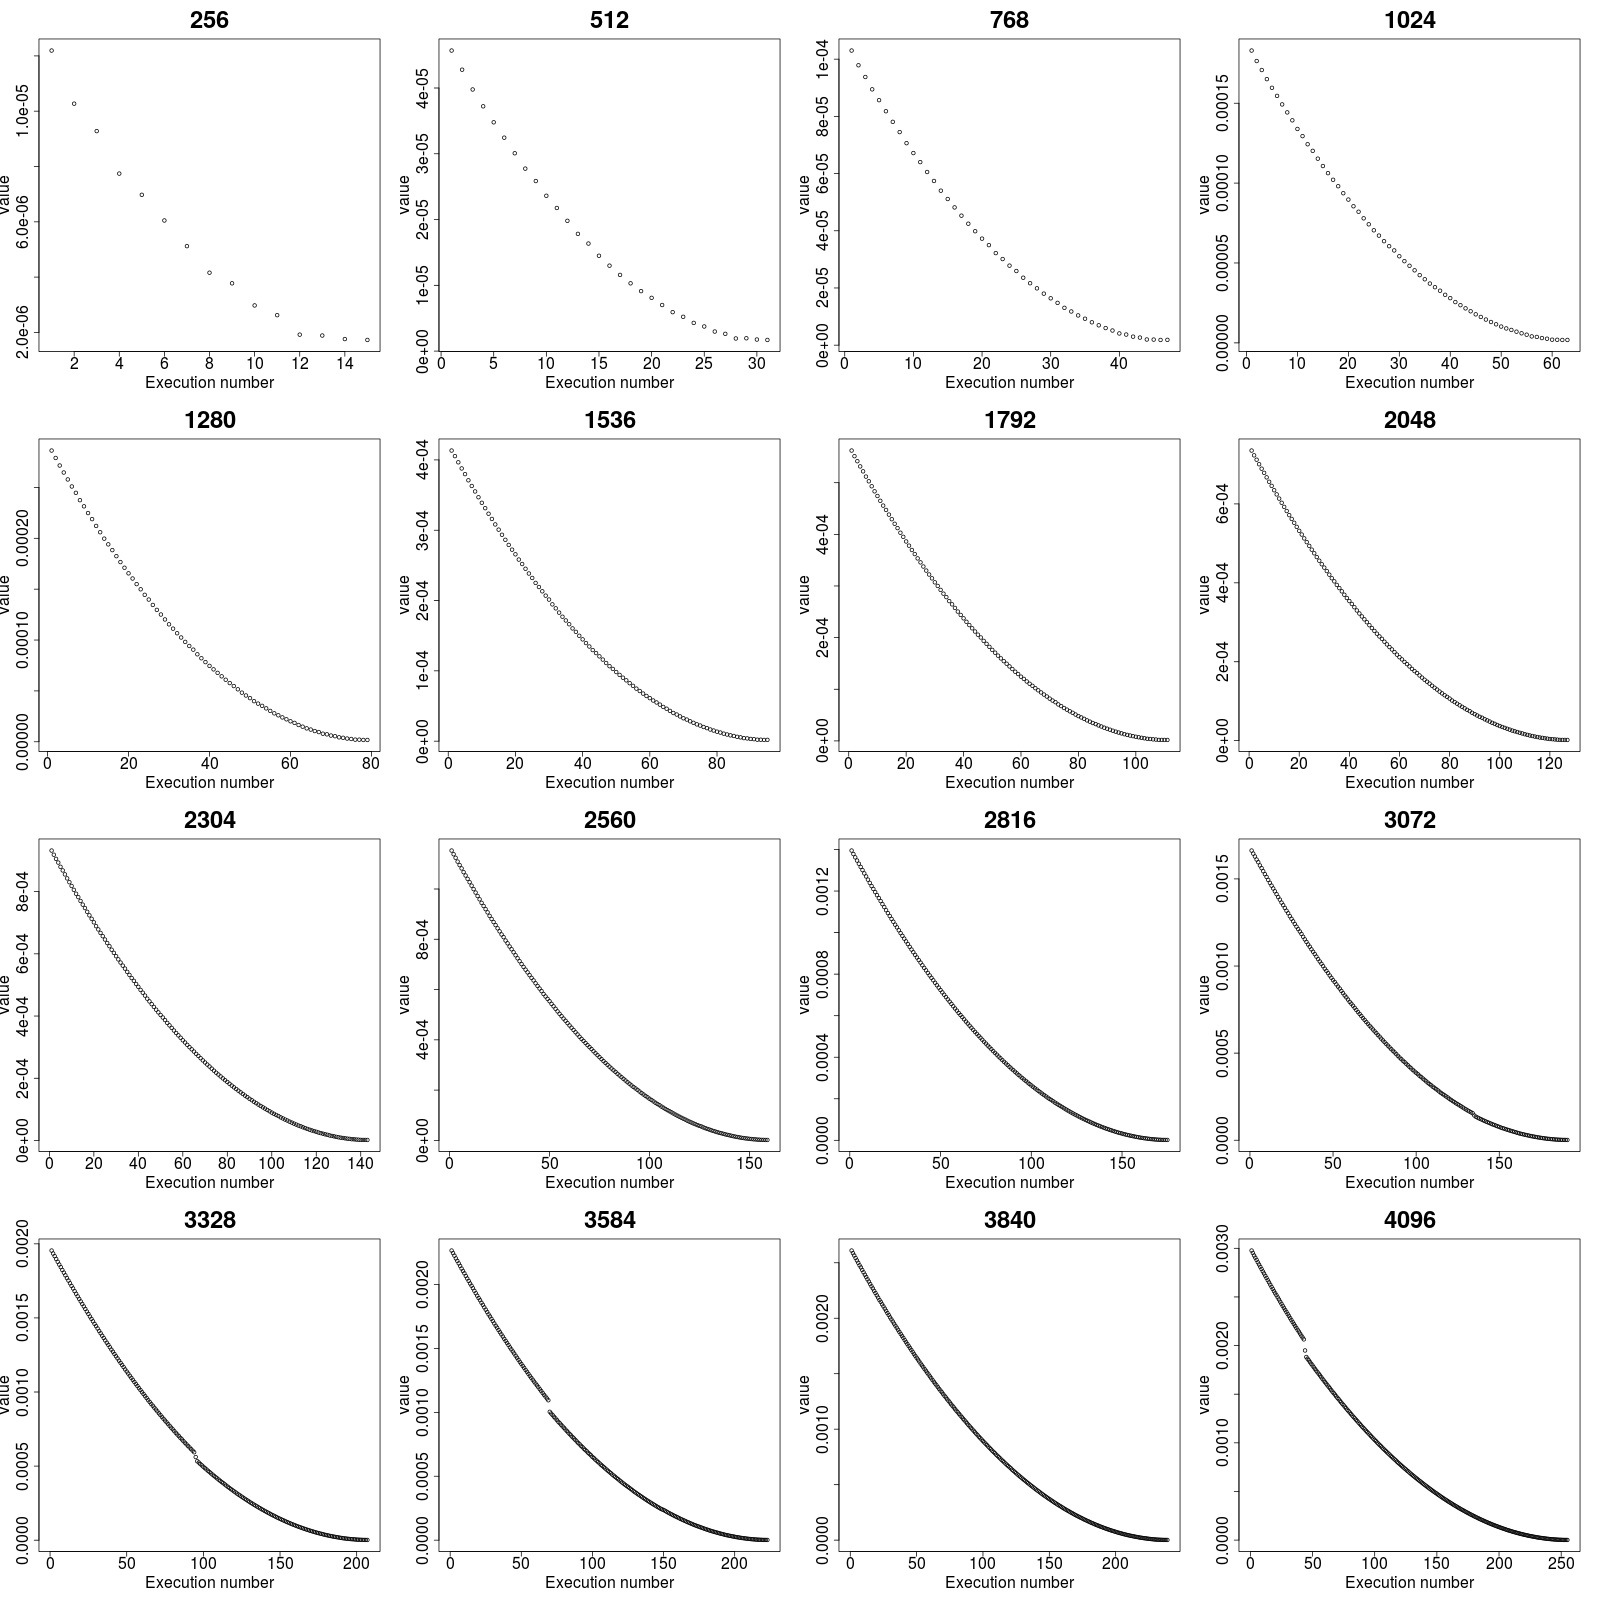 256
value
2.0e-06 6.0e-06 1.0e-05
2 4 6 8 10 12 14
Execution number
512
value
0e+00 1e-05 2e-05 3e-05 4e-05
0 5 10 15 20 25 30
Execution number
768
value
0e+00 2e-05 4e-05 6e-05 8e-05 1e-04
0 10 20 30 40
Execution number
1024
value
0.00000 0.00005 0.00010 0.00015
0 10 20 30 40 50 60
Execution number
1280
value
0.00000 0.00010 0.00020
0 20 40 60 80
Execution number
1536
value
0e+00 1e-04 2e-04 3e-04 4e-04
0 20 40 60 80
Execution number
1792
value
0e+00 2e-04 4e-04
0 20 40 60 80 100
Execution number
2048
value
0e+00 2e-04 4e-04 6e-04
0 20 40 60 80 100 120
Execution number
2304
value
0e+00 2e-04 4e-04 6e-04 8e-04
0 20 40 60 80 100 120 140
Execution number
2560
value
0e+00 4e-04 8e-04
0 50 100 150
Execution number
2816
value
0.0000 0.0004 0.0008 0.0012
0 50 100 150
Execution number
3072
value
0.0000 0.0005 0.0010 0.0015
0 50 100 150
Execution number
3328
value
0.0000 0.0005 0.0010 0.0015 0.0020
0 50 100 150 200
Execution number
3584
value
0.0000 0.0005 0.0010 0.0015 0.0020
0 50 100 150 200
Execution number
3840
value
0.0000 0.0010 0.0020
0 50 100 150 200
Execution number
4096
value
0.0000 0.0010 0.0020 0.0030
0 50 100 150 200 250
Execution number